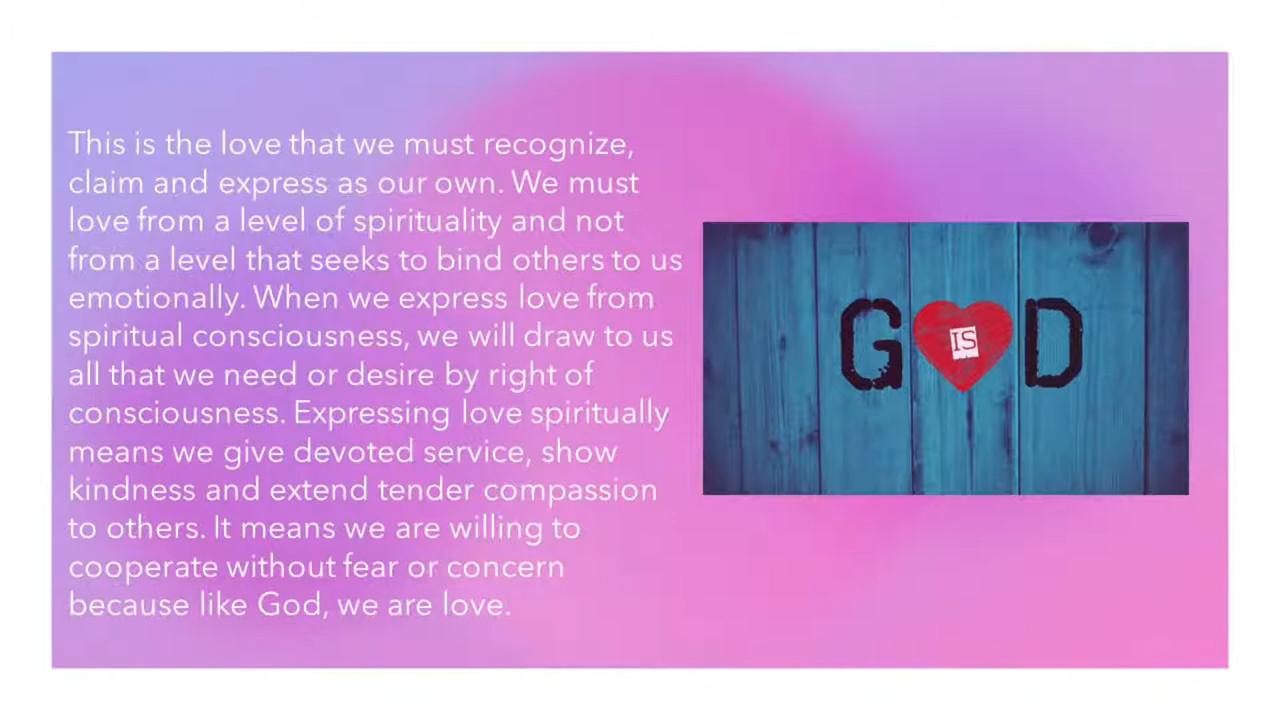 This is the love that we must recognize,
claim and express as our own. We must
love from a level of spirituality and not
from a level that seeks to bind others to us
emotionally. When we express love from
spiritual consciousness, we will draw to us
all that we need or desire by right of
consciousness. Expressing love spiritually
means we give devoted service, show
kindness and extend tender compassion
to others. It means we are willing to
cooperate without fear or concern
because like God, we are love.
G IS D